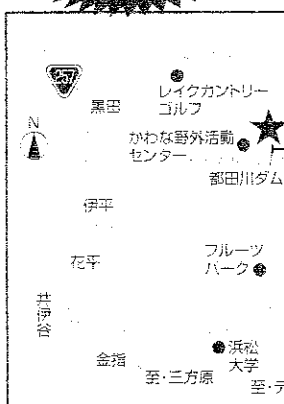 257
レイクカントリー
ゴルフ
黒田
N
かわな野外活動
センター
都田川ダム
伊平
フルーツ
パーク
花平
井伊谷
浜松
大学
金指
至・三方原
至・テ